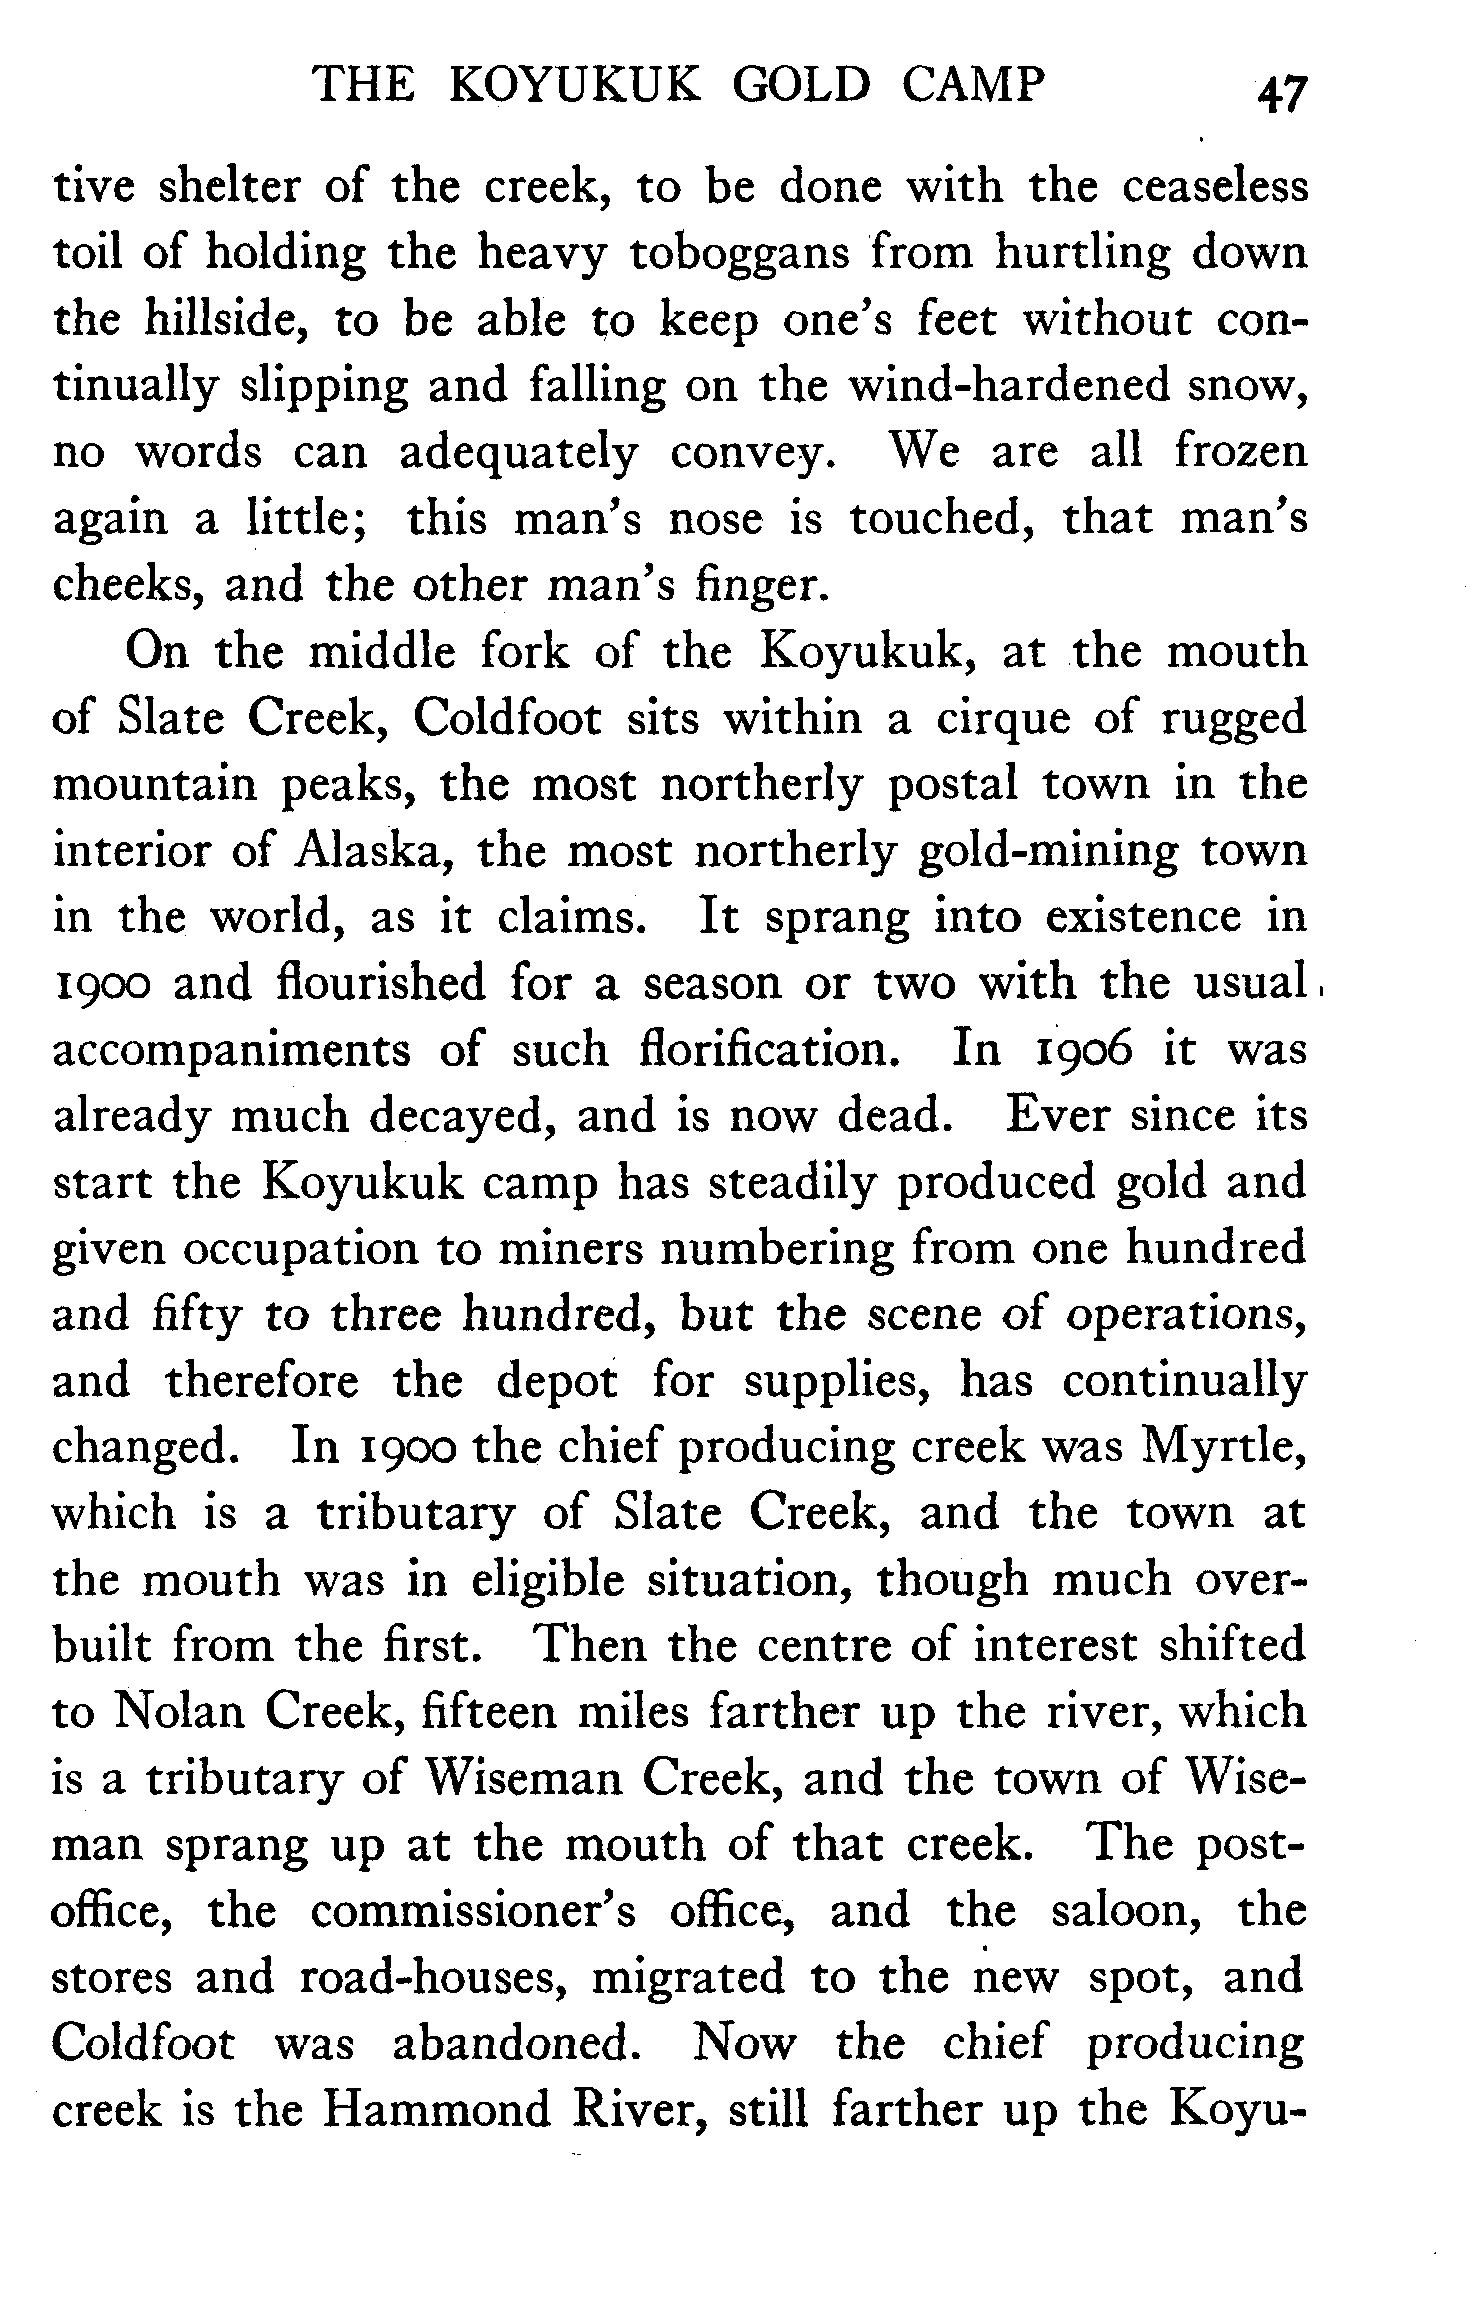 THE KOYUKUK GOLD CAMP 47
tive shelter of the creek, to be done with the ceaseless
toil of holding the heavy toboggans from hurtling down
the hillside, to be able to keep one's feet without con-
tinually slipping and falling on the wind-hardened snow,
no words can adequately convey. We are all frozen
again a little; this man's nose is touched, that man's
cheeks, and the other man's finger.
On the middle fork of the Koyukuk, at the mouth
of Slate Creek, Coldfoot sits within a cirque of rugged
mountain peaks, the most northerly postal town in the
interior of Alaska, the most northerly gold-mining town
in the world, as it claims. It sprang into existence in
1900 and flourished for a season or two with the usual
accompaniments of such florification. In 1906 it was
already much decayed, and is now dead. Ever since its
start the Koyukuk camp has steadily produced gold and
given occupation to miners numbering from one hundred
and fifty to three hundred, but the scene of operations,
and therefore the depot for supplies, has continually
changed. In 1900 the chief producing creek was Myrtle,
which is a tributary of Slate Creek, and the town at
the mouth was in eligible situation, though much over-
built from the first. Then the centre of interest shifted
to Nolan Creek, fifteen miles farther up the river, which
is a tributary of Wiseman Creek, and the town of Wise-
man sprang up at the mouth of that creek. The post-
office, the commissioner's office, and the saloon, the
stores and road-houses, migrated to the new spot, and
Coldfoot was abandoned. Now the chief producing
creek is the Hammond River, still farther up the Koyu-